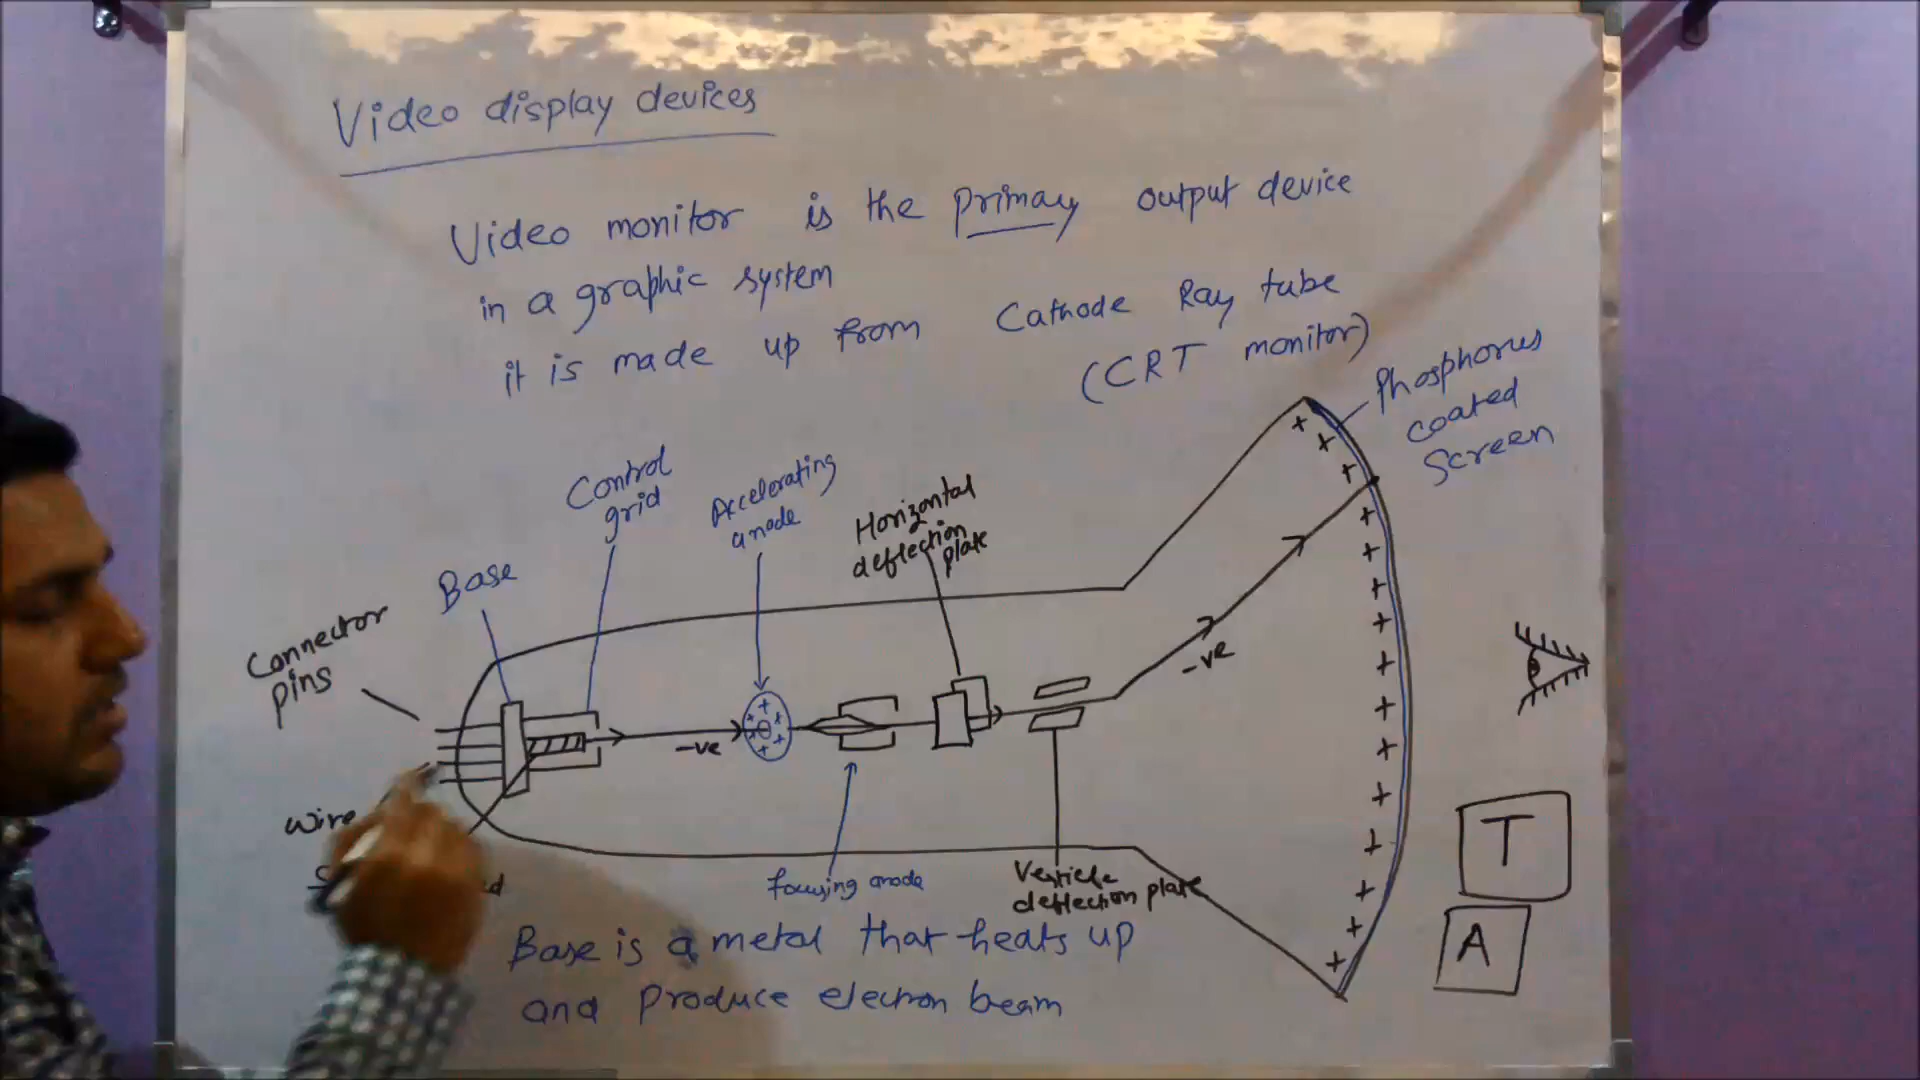 Video display devices
Video monitor is the primary output device
in a graphic system
it is made up from Cathode Ray tube
(CRT monitor)
Phosphorus
coated
screen
Control
grid
Accelerating
anode
Horizontal
deflection
plate
Base
Connector
pins
-ve
-ve
wire
focusing anode
Verticle
deflection plate
T
A
Base is a metal that heats up
and produce electron beam